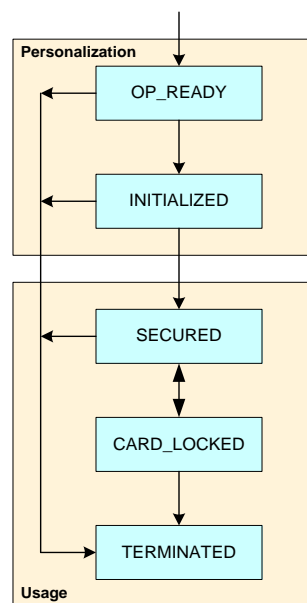 Personalization
OP_READY
INITIALIZED
SECURED
CARD_LOCKED
TERMINATED
Usage